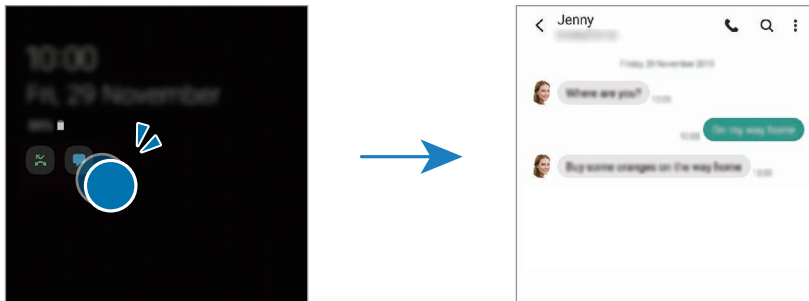 10:00
Fri, 29 November
Jenny
Friday, 29 November 2019
Where are you?
10:00
On my way home
10:00
Buy some oranges on the way home
10:00